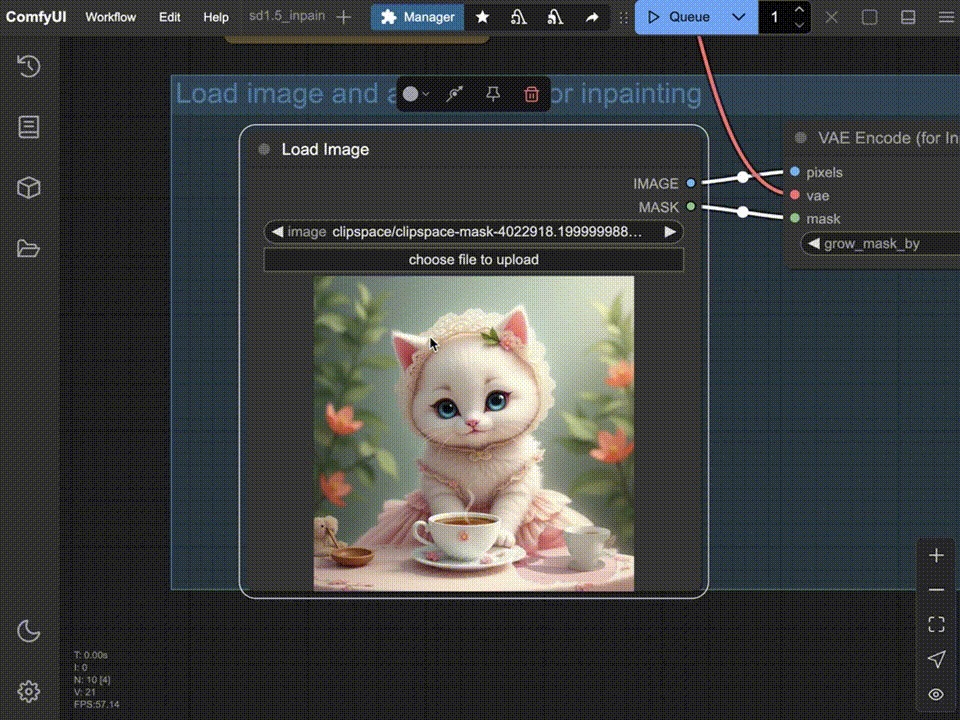 ComfyUI Workflow Edit Help sd1.5_inpain Manager Queue 1
Load image and a or inpainting
Load Image
IMAGE
MASK
image clipspace/clipspace-mask-4022918.199999988...
choose file to upload
VAE Encode (for In
pixels
vae
mask
grow_mask_by
T: 0.00s
I: 0
N: 10 [4]
V: 21
FPS:57.14